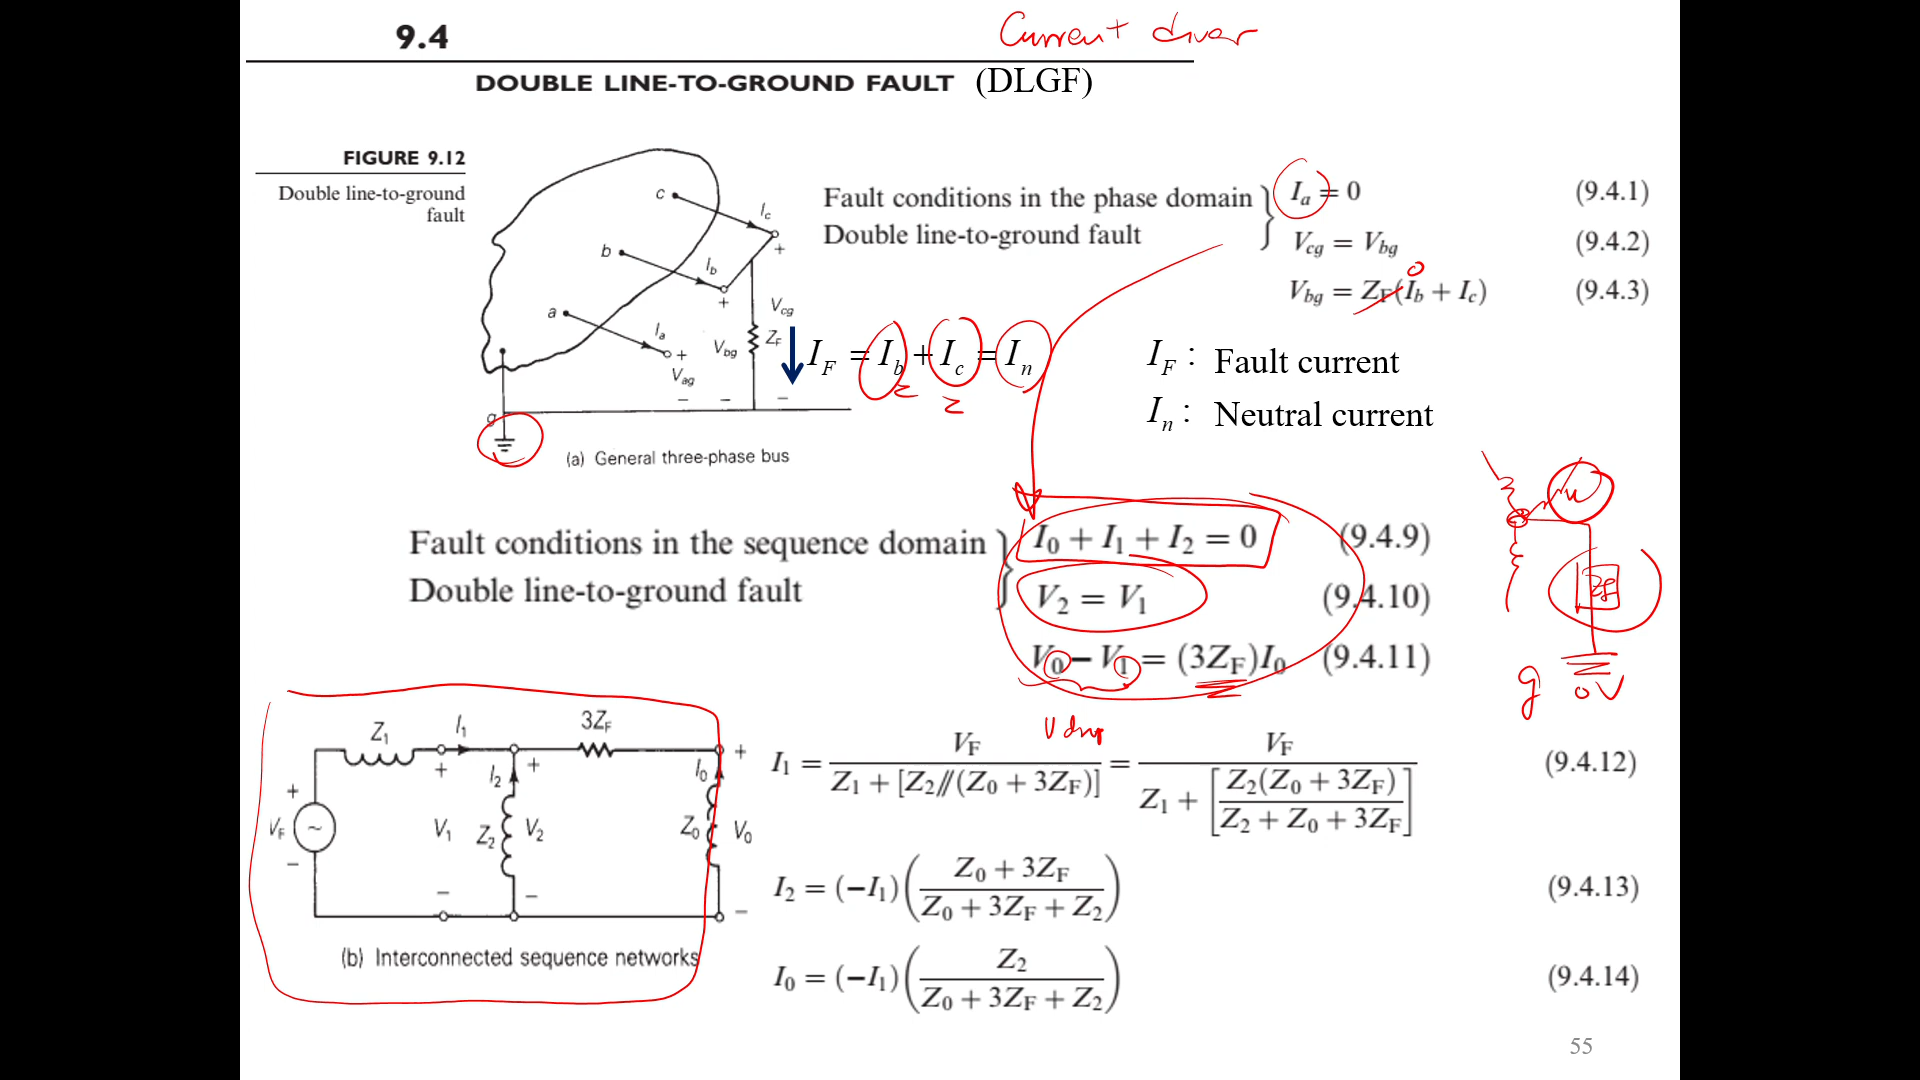 9.4
Current
DOUBLE LINE-TO-GROUND FAULT (DLGF)
FIGURE 9.12
Double line-to-ground
fault
c
I_c
+
b
I_b
+
V_cg
a
I_a
+
V_bg
Z_F
V_ag
− − −
g
(a) General three-phase bus
Fault conditions in the phase domain } I_a = 0 (9.4.1)
Double line-to-ground fault V_cg = V_bg (9.4.2)
0
V_bg = Z_F(I_b + I_c) (9.4.3)
I_F = I_b + I_c = I_n
I_F : Fault current
I_n : Neutral current
Fault conditions in the sequence domain } I_0 + I_1 + I_2 = 0 (9.4.9)
Double line-to-ground fault V_2 = V_1 (9.4.10)
V_0 − V_1 = (3Z_F)I_0 (9.4.11)
g 0V
V drop
Z_1 I_1 3Z_F
+ I_2 + I_0 +
+
V_F ~ V_1 Z_2 V_2 Z_0 V_0
− − − −
(b) Interconnected sequence networks
I_1 = V_F / (Z_1 + [Z_2//(Z_0 + 3Z_F)]) = V_F / (Z_1 + [Z_2(Z_0 + 3Z_F) / (Z_2 + Z_0 + 3Z_F)]) (9.4.12)
I_2 = (−I_1)((Z_0 + 3Z_F) / (Z_0 + 3Z_F + Z_2)) (9.4.13)
I_0 = (−I_1)(Z_2 / (Z_0 + 3Z_F + Z_2)) (9.4.14)
55